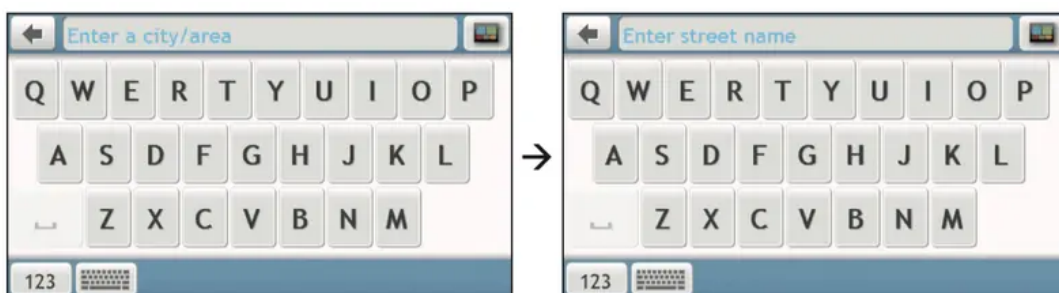 Enter a city/area
Q W E R T Y U I O P
A S D F G H J K L
Z X C V B N M
123
→
Enter street name
Q W E R T Y U I O P
A S D F G H J K L
Z X C V B N M
123